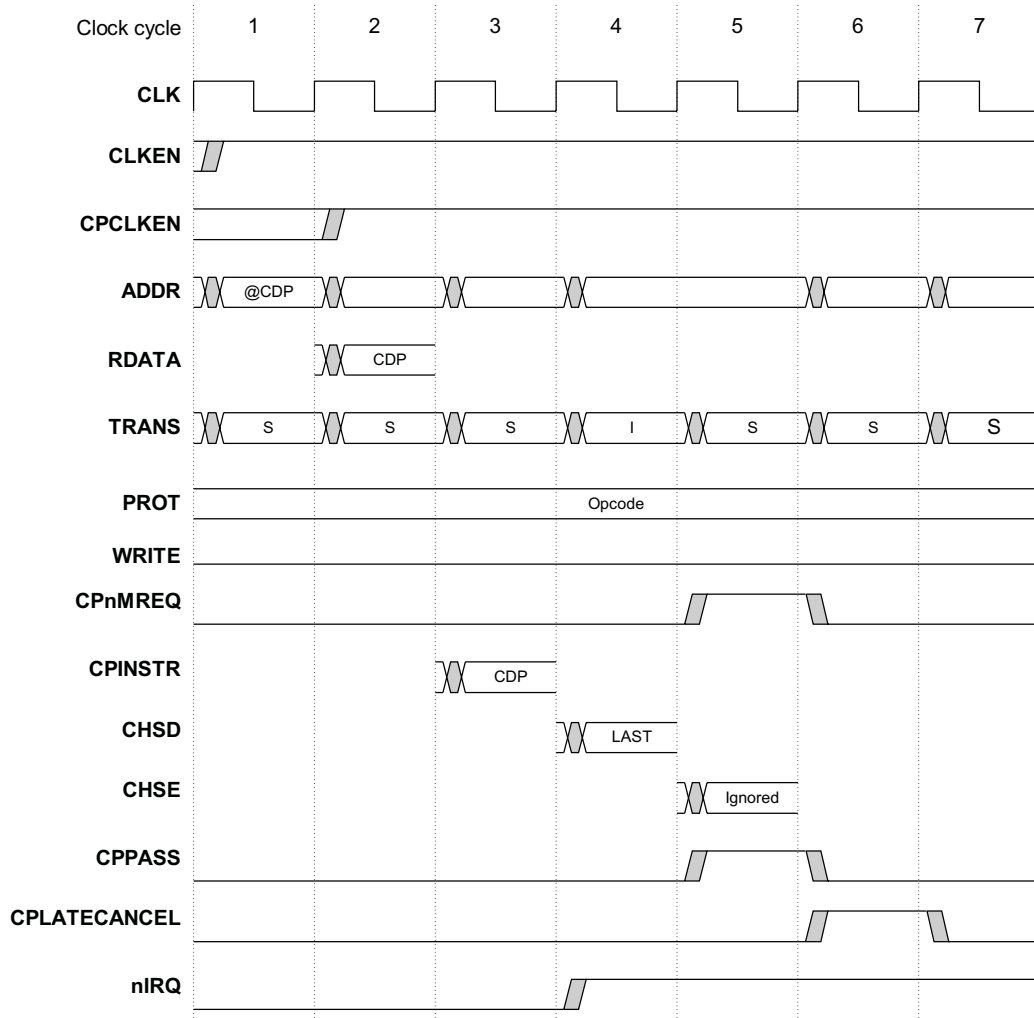 Clock cycle 1 2 3 4 5 6 7
CLK
CLKEN
CPCLKEN
ADDR @CDP
RDATA CDP
TRANS S S S I S S S
PROT Opcode
WRITE
CPnMREQ
CPINSTR CDP
CHSD LAST
CHSE Ignored
CPPASS
CPLATECANCEL
nIRQ